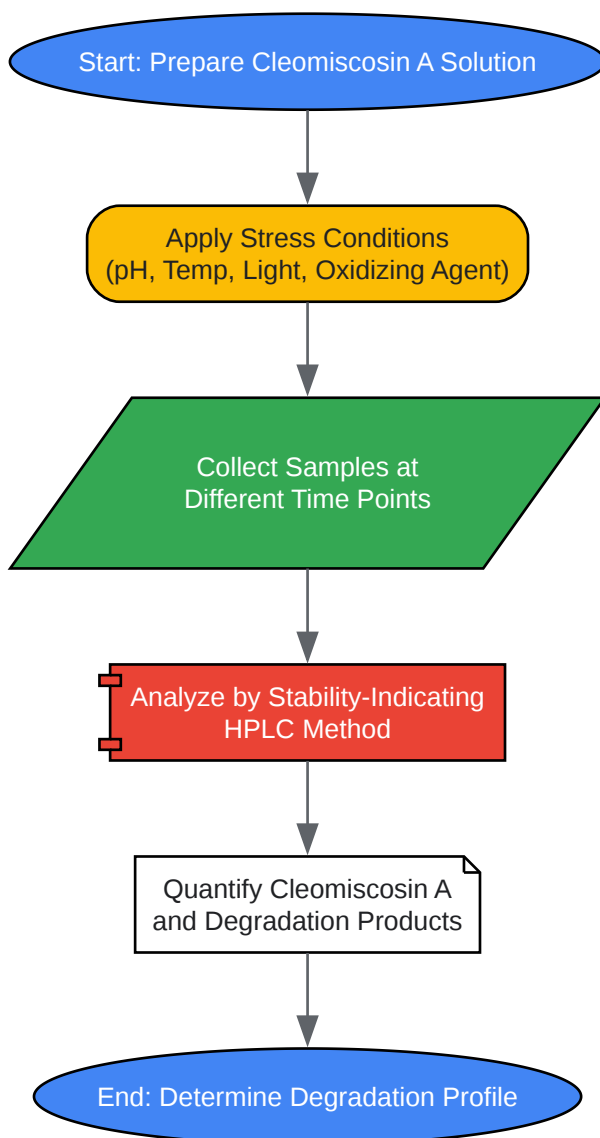 Start: Prepare Cleomiscosin A Solution
Apply Stress Conditions
(pH, Temp, Light, Oxidizing Agent)
Collect Samples at
Different Time Points
Analyze by Stability-Indicating
HPLC Method
Quantify Cleomiscosin A
and Degradation Products
End: Determine Degradation Profile